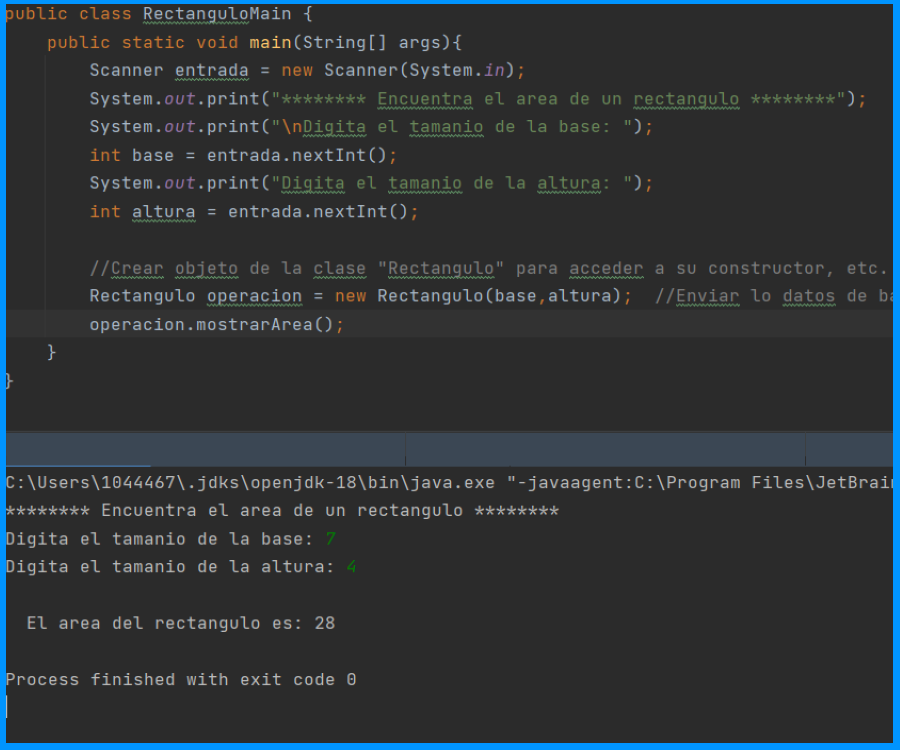 public class RectanguloMain {
public static void main(String[] args){
Scanner entrada = new Scanner(System.in);
System.out.print("******** Encuentra el area de un rectangulo ********");
System.out.print("\nDigita el tamanio de la base: ");
int base = entrada.nextInt();
System.out.print("Digita el tamanio de la altura: ");
int altura = entrada.nextInt();
//Crear objeto de la clase "Rectangulo" para acceder a su constructor, etc.
Rectangulo operacion = new Rectangulo(base,altura);  //Enviar lo datos de
operacion.mostrarArea();
}
}
C:\Users\1044467\.jdks\openjdk-18\bin\java.exe "-javaagent:C:\Program Files\JetBrain
******** Encuentra el area de un rectangulo ********
Digita el tamanio de la base: 7
Digita el tamanio de la altura: 4
El area del rectangulo es: 28
Process finished with exit code 0